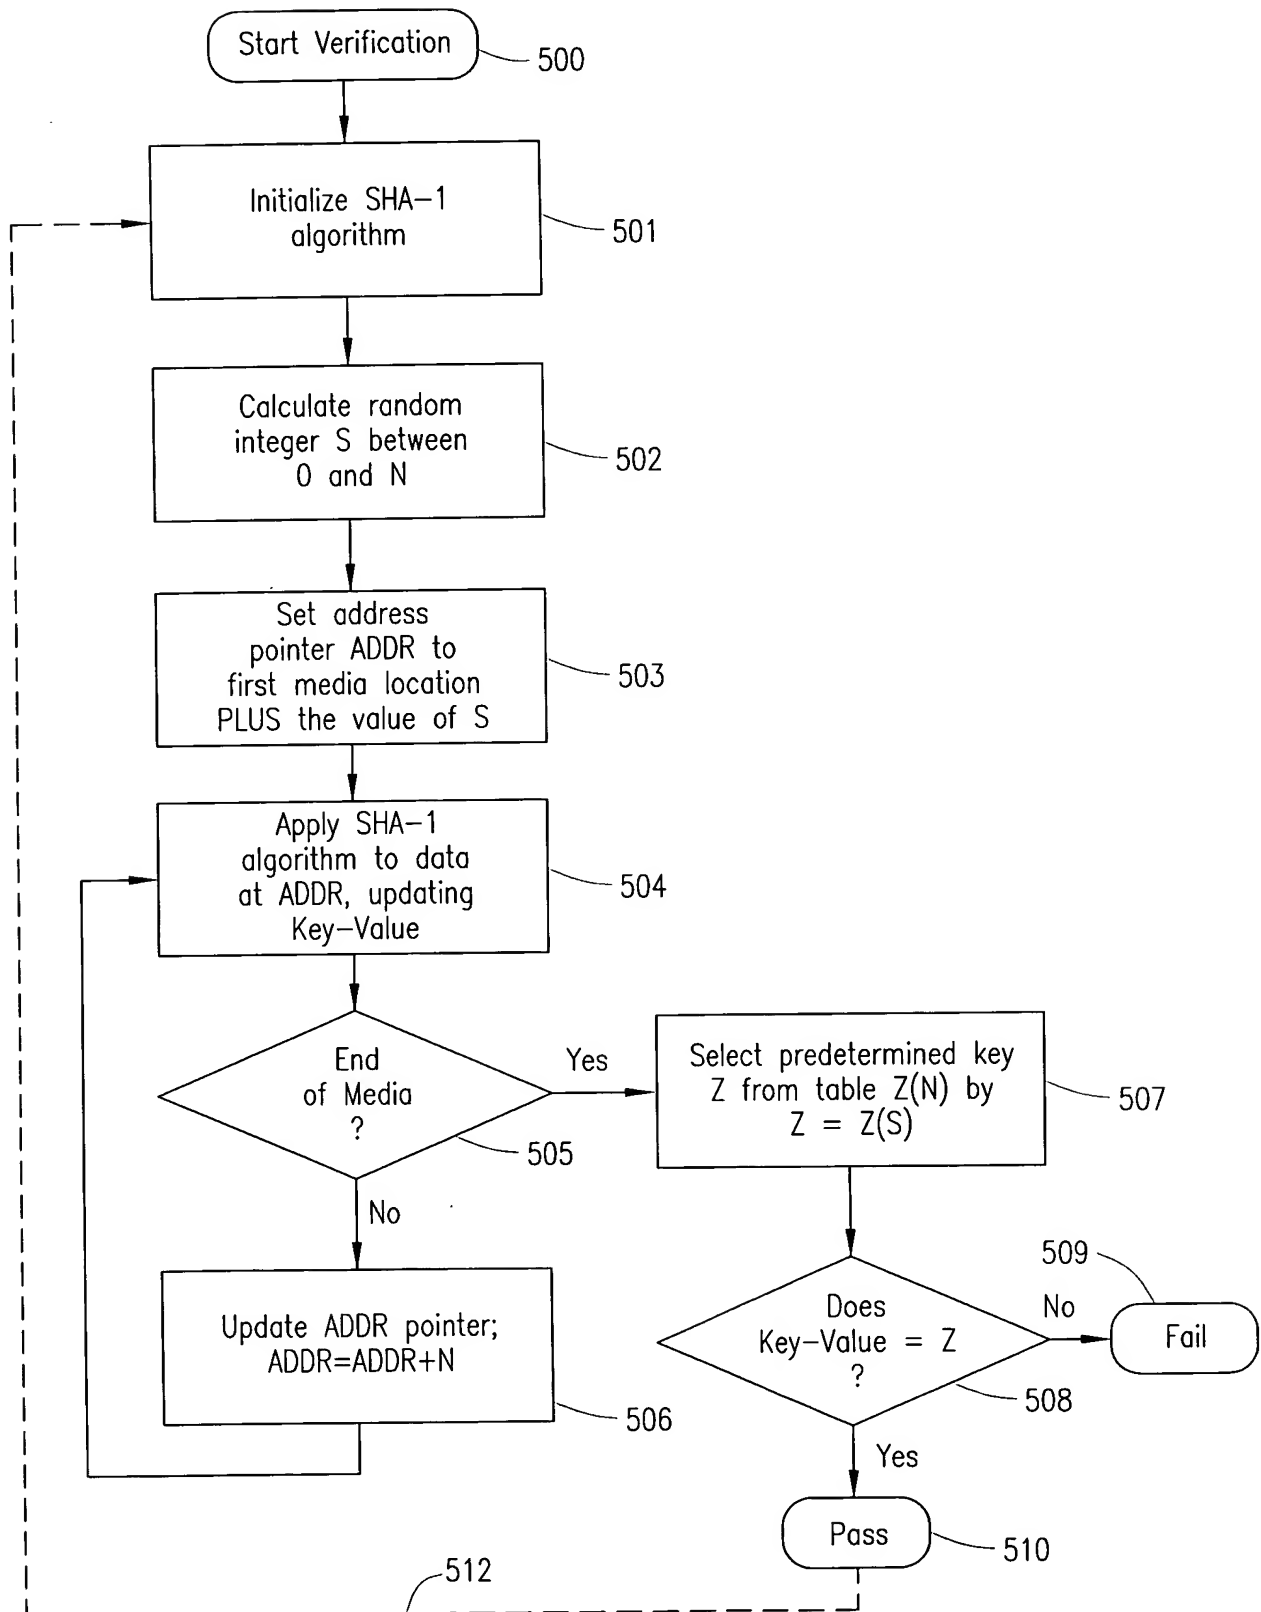 Start Verification
500
Initialize SHA-1
algorithm
501
Calculate random
integer S between
0 and N
502
Set address
pointer ADDR to
first media location
PLUS the value of S
503
Apply SHA-1
algorithm to data
at ADDR, updating
Key-Value
504
End
of Media
?
505
Yes
No
Select predetermined key
Z from table Z(N) by
Z = Z(S)
507
Update ADDR pointer;
ADDR=ADDR+N
506
Does
Key-Value = Z
?
508
No
509
Fail
Yes
Pass
510
512